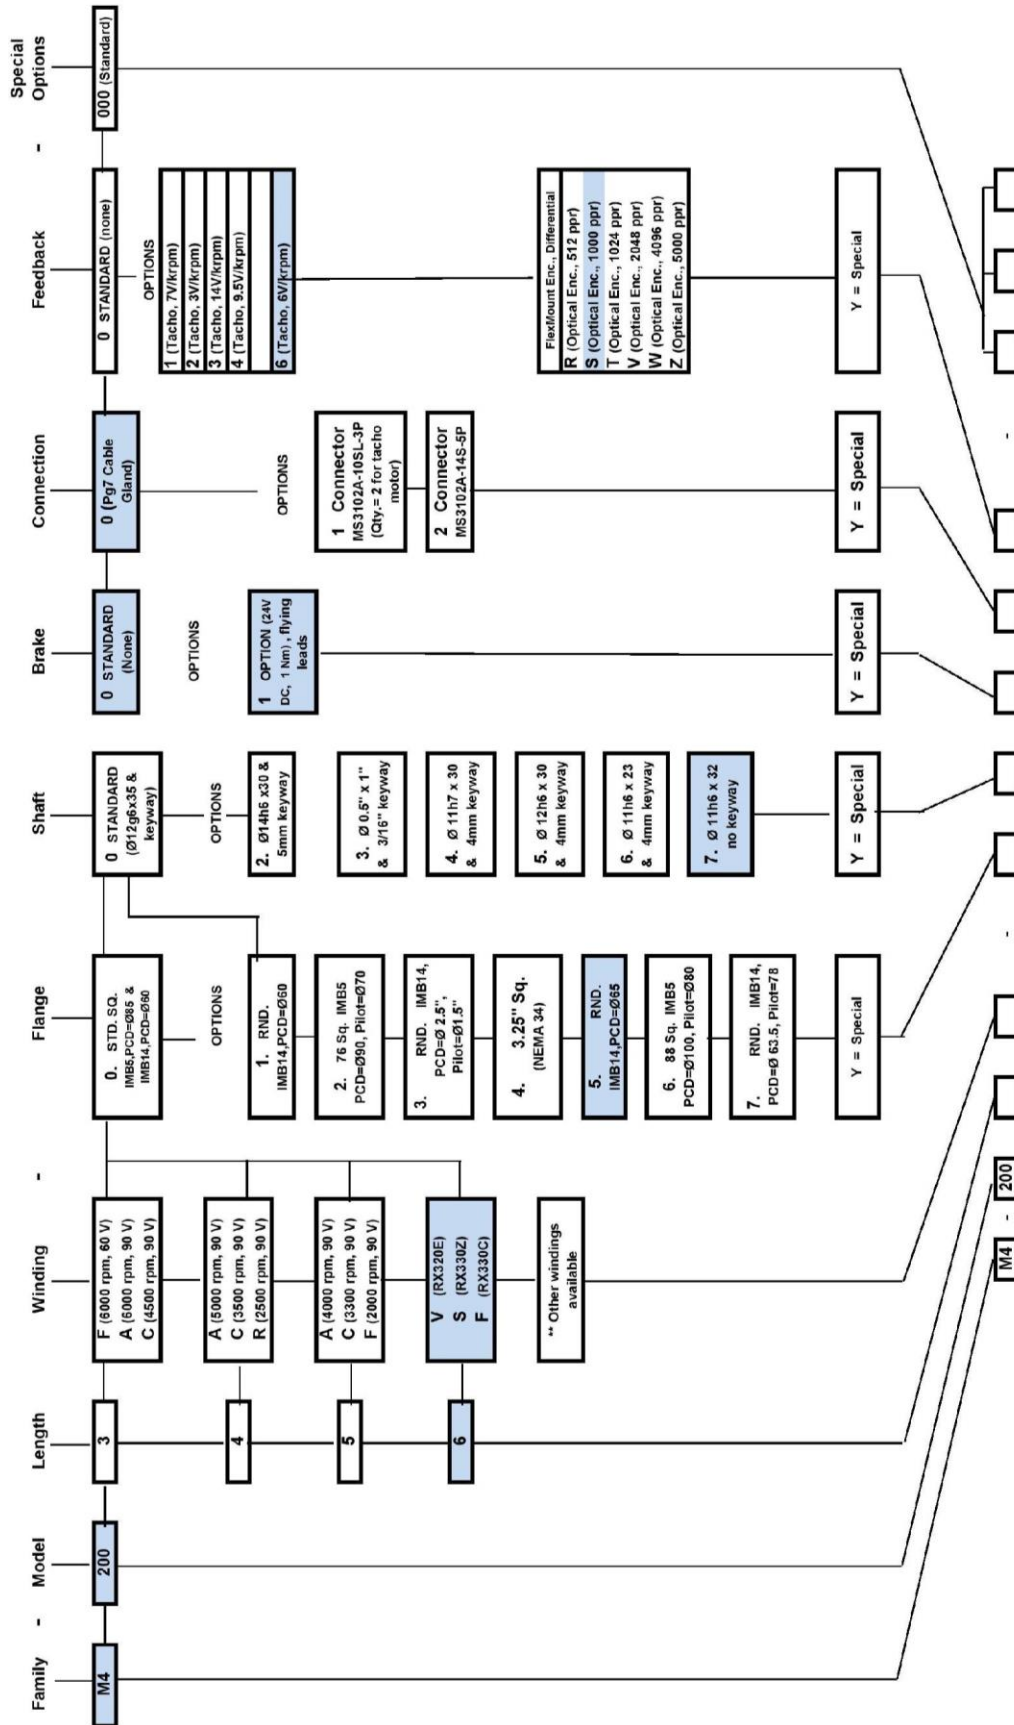 Family - Model Length Winding - Flange Shaft Brake Connection Feedback - Special
Options
M4
200
3
4
5
6
F (6000 rpm, 60 V)
A (6000 rpm, 90 V)
C (4500 rpm, 90 V)
A (5000 rpm, 90 V)
C (3500 rpm, 90 V)
R (2500 rpm, 90 V)
A (4000 rpm, 90 V)
C (3300 rpm, 90 V)
F (2000 rpm, 90 V)
V (RX320E)
S (RX330Z)
F (RX330C)
** Other windings
available
0. STD. SQ.
IMB5,PCD=Ø85 &
IMB14,PCD=Ø60
OPTIONS
1. RND.
IMB14,PCD=Ø60
2. 76 Sq. IMB5
PCD=Ø90, Pilot=Ø70
3. RND. IMB14,
PCD=Ø 2.5",
Pilot=Ø1.5"
4. 3.25" Sq.
(NEMA 34)
5. RND.
IMB14,PCD=Ø65
6. 88 Sq. IMB5
PCD=Ø100, Pilot=Ø80
7. RND. IMB14,
PCD=Ø 63.5, Pilot=78
Y = Special
0 STANDARD
(Ø12g6x35 &
keyway)
OPTIONS
2. Ø14h6 x30 &
5mm keyway
3. Ø 0.5" x 1"
& 3/16" keyway
4. Ø 11h7 x 30
& 4mm keyway
5. Ø 12h6 x 30
& 4mm keyway
6. Ø 11h6 x 23
& 4mm keyway
7. Ø 11h6 x 32
no keyway
Y = Special
0 STANDARD
(None)
OPTIONS
1 OPTION (24V
DC, 1 Nm) , flying
leads
Y = Special
0 (Pg7 Cable
Gland)
OPTIONS
1 Connector
MS3102A-10SL-3P
(Qty.= 2 for tacho
motor)
2 Connector
MS3102A-14S-5P
Y = Special
0 STANDARD (none)
OPTIONS
1 (Tacho, 7V/krpm)
2 (Tacho, 3V/krpm)
3 (Tacho, 14V/krpm)
4 (Tacho, 9.5V/krpm)
6 (Tacho, 6V/krpm)
FlexMount Enc., Differential
R (Optical Enc., 512 ppr)
S (Optical Enc., 1000 ppr)
T (Optical Enc., 1024 ppr)
V (Optical Enc., 2048 ppr)
W (Optical Enc., 4096 ppr)
Z (Optical Enc., 5000 ppr)
Y = Special
000 (Standard)
M4 - 200 - -